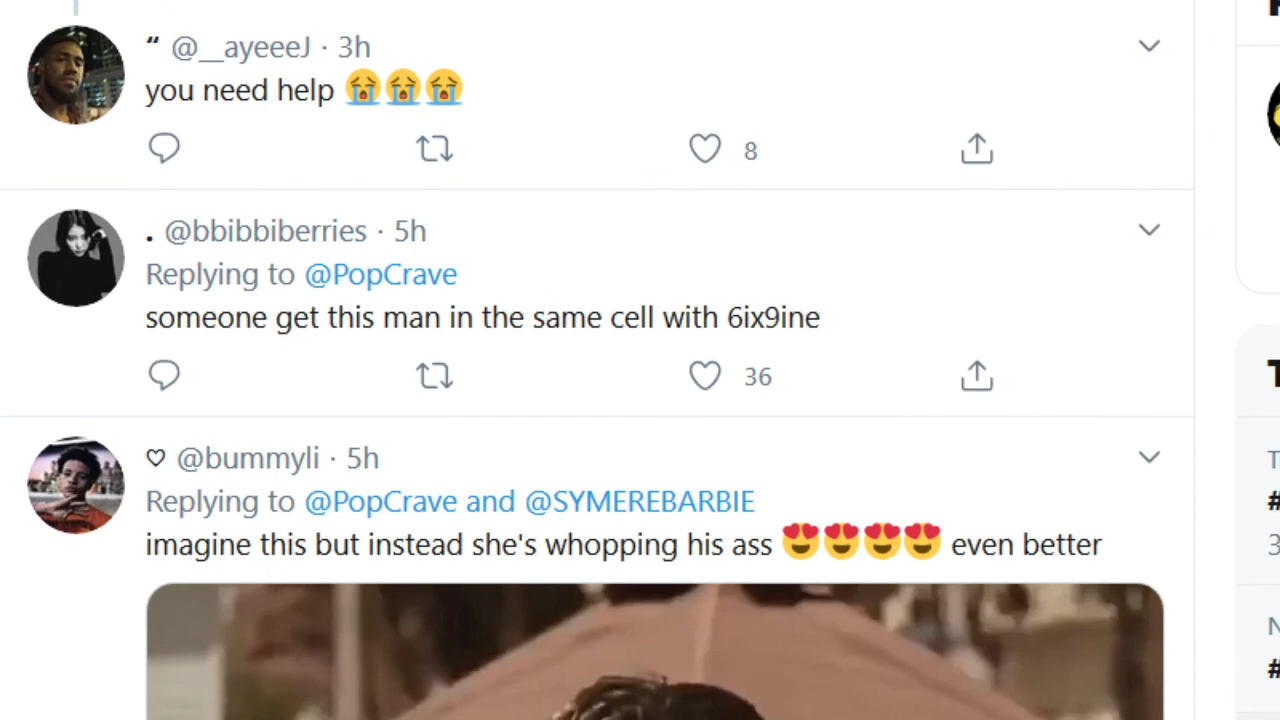 “ @__ayeeeJ · 3h
you need help 😭😭😭
8
. @bbibbiberries · 5h
Replying to @PopCrave
someone get this man in the same cell with 6ix9ine
36
♡ @bummyli · 5h
Replying to @PopCrave and @SYMEREBARBIE
imagine this but instead she's whopping his ass 😍😍😍😍 even better
T
T
#
3
N
#